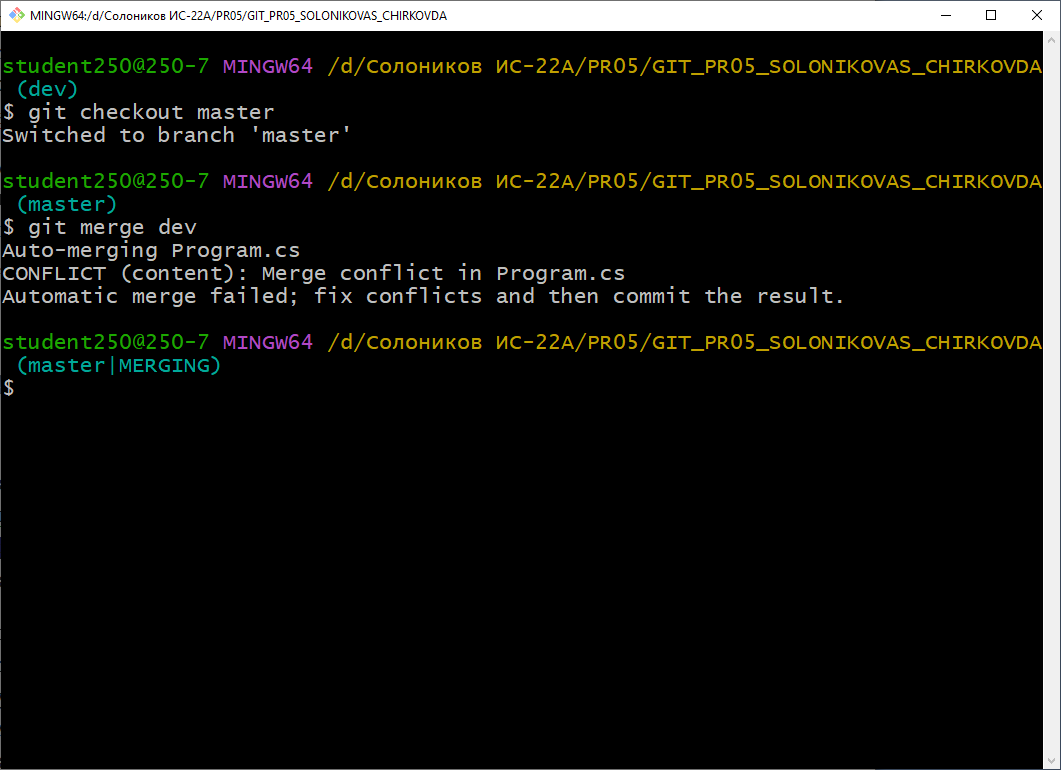 MINGW64:/d/Солоников ИС-22А/PR05/GIT_PR05_SOLONIKOVAS_CHIRKOVDA
student250@250-7 MINGW64 /d/Солоников ИС-22А/PR05/GIT_PR05_SOLONIKOVAS_CHIRKOVDA
(dev)
$ git checkout master
Switched to branch 'master'
student250@250-7 MINGW64 /d/Солоников ИС-22А/PR05/GIT_PR05_SOLONIKOVAS_CHIRKOVDA
(master)
$ git merge dev
Auto-merging Program.cs
CONFLICT (content): Merge conflict in Program.cs
Automatic merge failed; fix conflicts and then commit the result.
student250@250-7 MINGW64 /d/Солоников ИС-22А/PR05/GIT_PR05_SOLONIKOVAS_CHIRKOVDA
(master|MERGING)
$